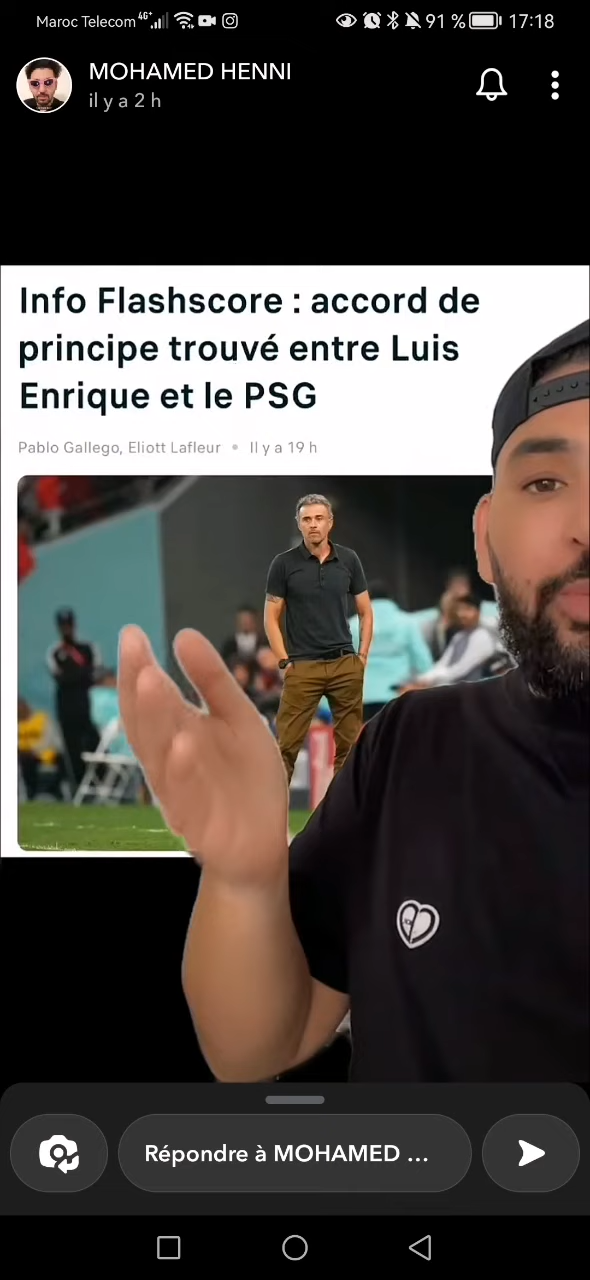 Maroc Telecom 4G+ 91 % 17:18
MOHAMED HENNI
il y a 2 h
Info Flashscore : accord de
principe trouvé entre Luis
Enrique et le PSG
Pablo Gallego, Eliott Lafleur • Il y a 19 h
Répondre à MOHAMED ...